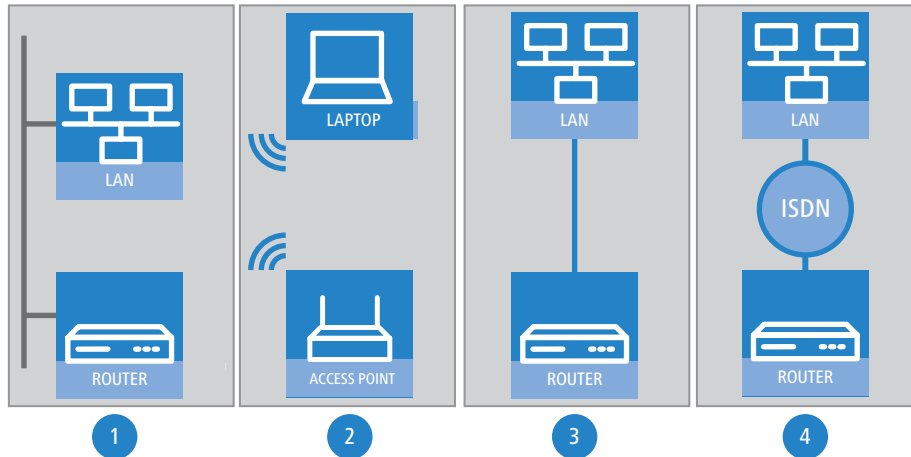 LAN
ROUTER
1
LAPTOP
ACCESS POINT
2
LAN
ROUTER
3
LAN
ISDN
ROUTER
4